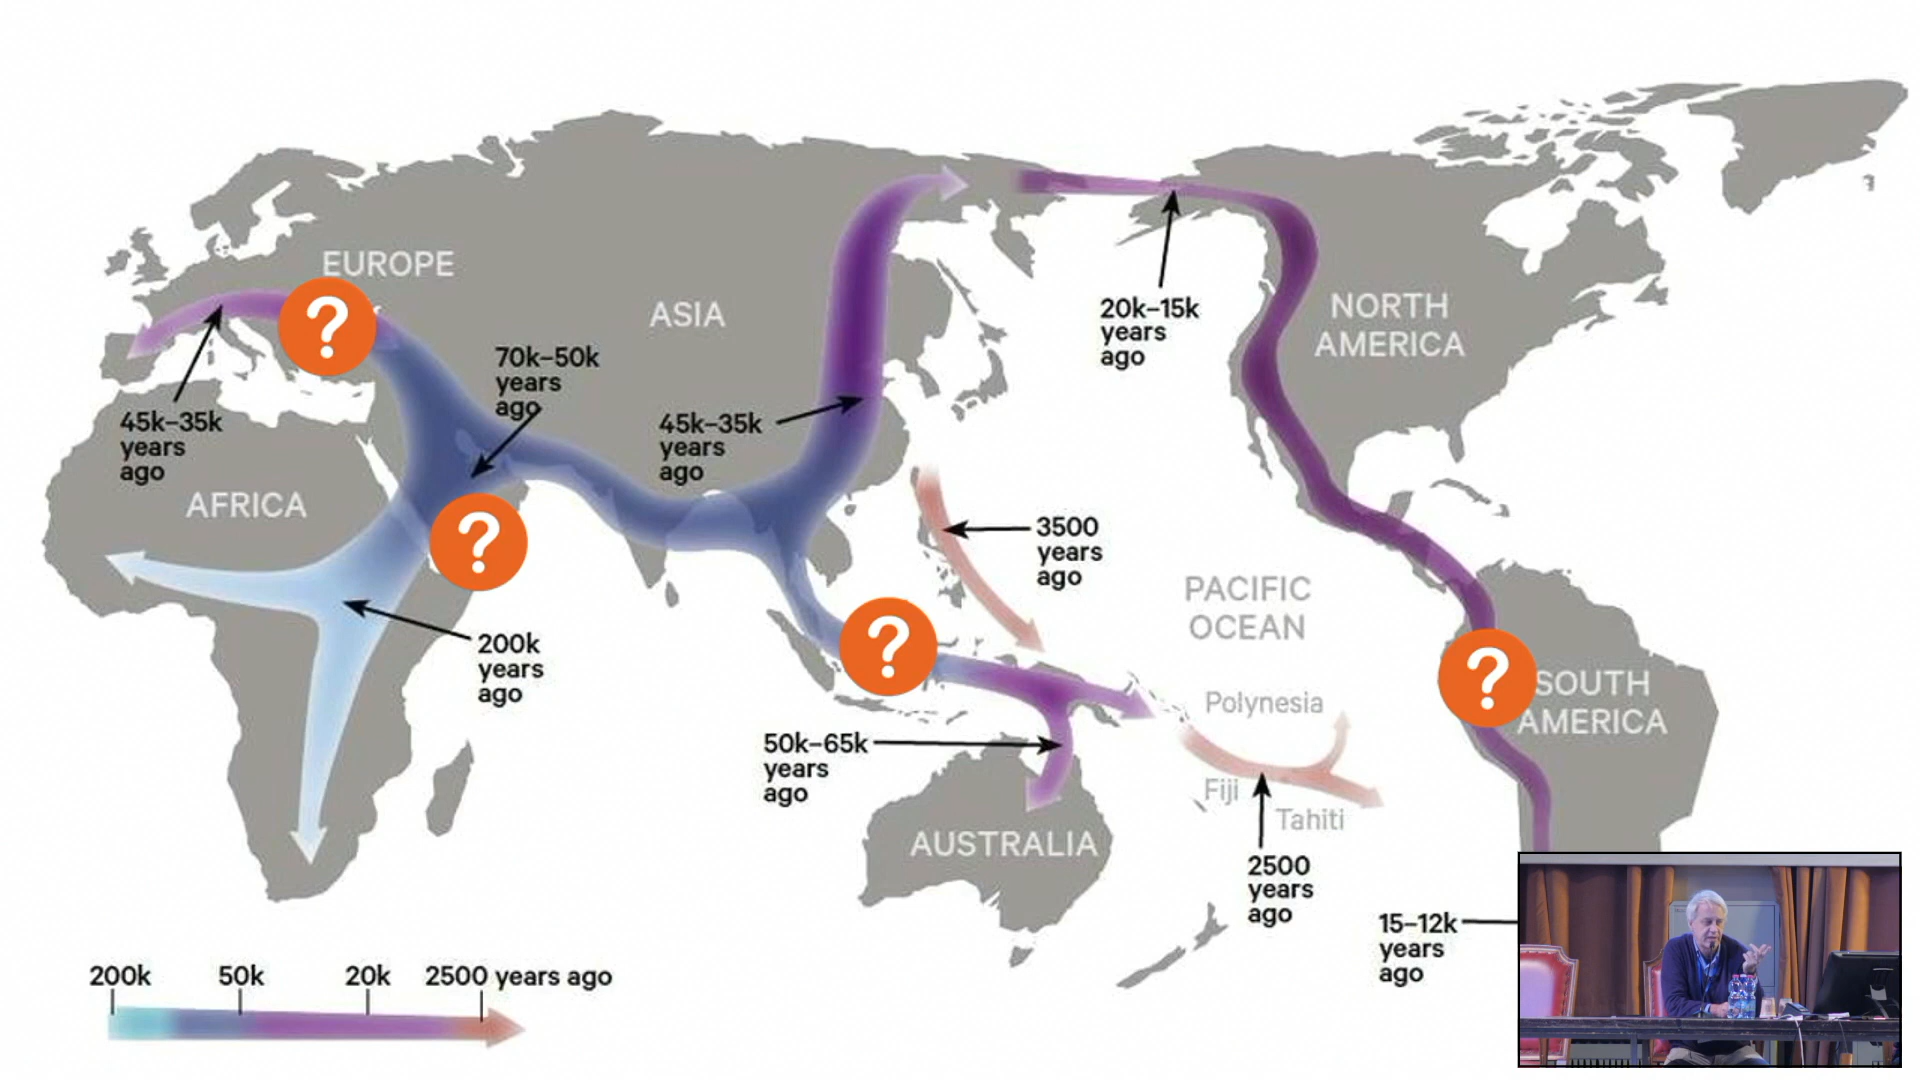 EUROPE
ASIA
NORTH
AMERICA
20k–15k
years
ago
70k–50k
years
ago
45k–35k
years
ago
45k–35k
years
ago
AFRICA
?
?
?
?
3500
years
ago
PACIFIC
OCEAN
200k
years
ago
Polynesia
SOUTH
AMERICA
50k–65k
years
ago
Fiji
Tahiti
AUSTRALIA
2500
years
ago
15–12k
years
ago
200k 50k 20k 2500 years ago